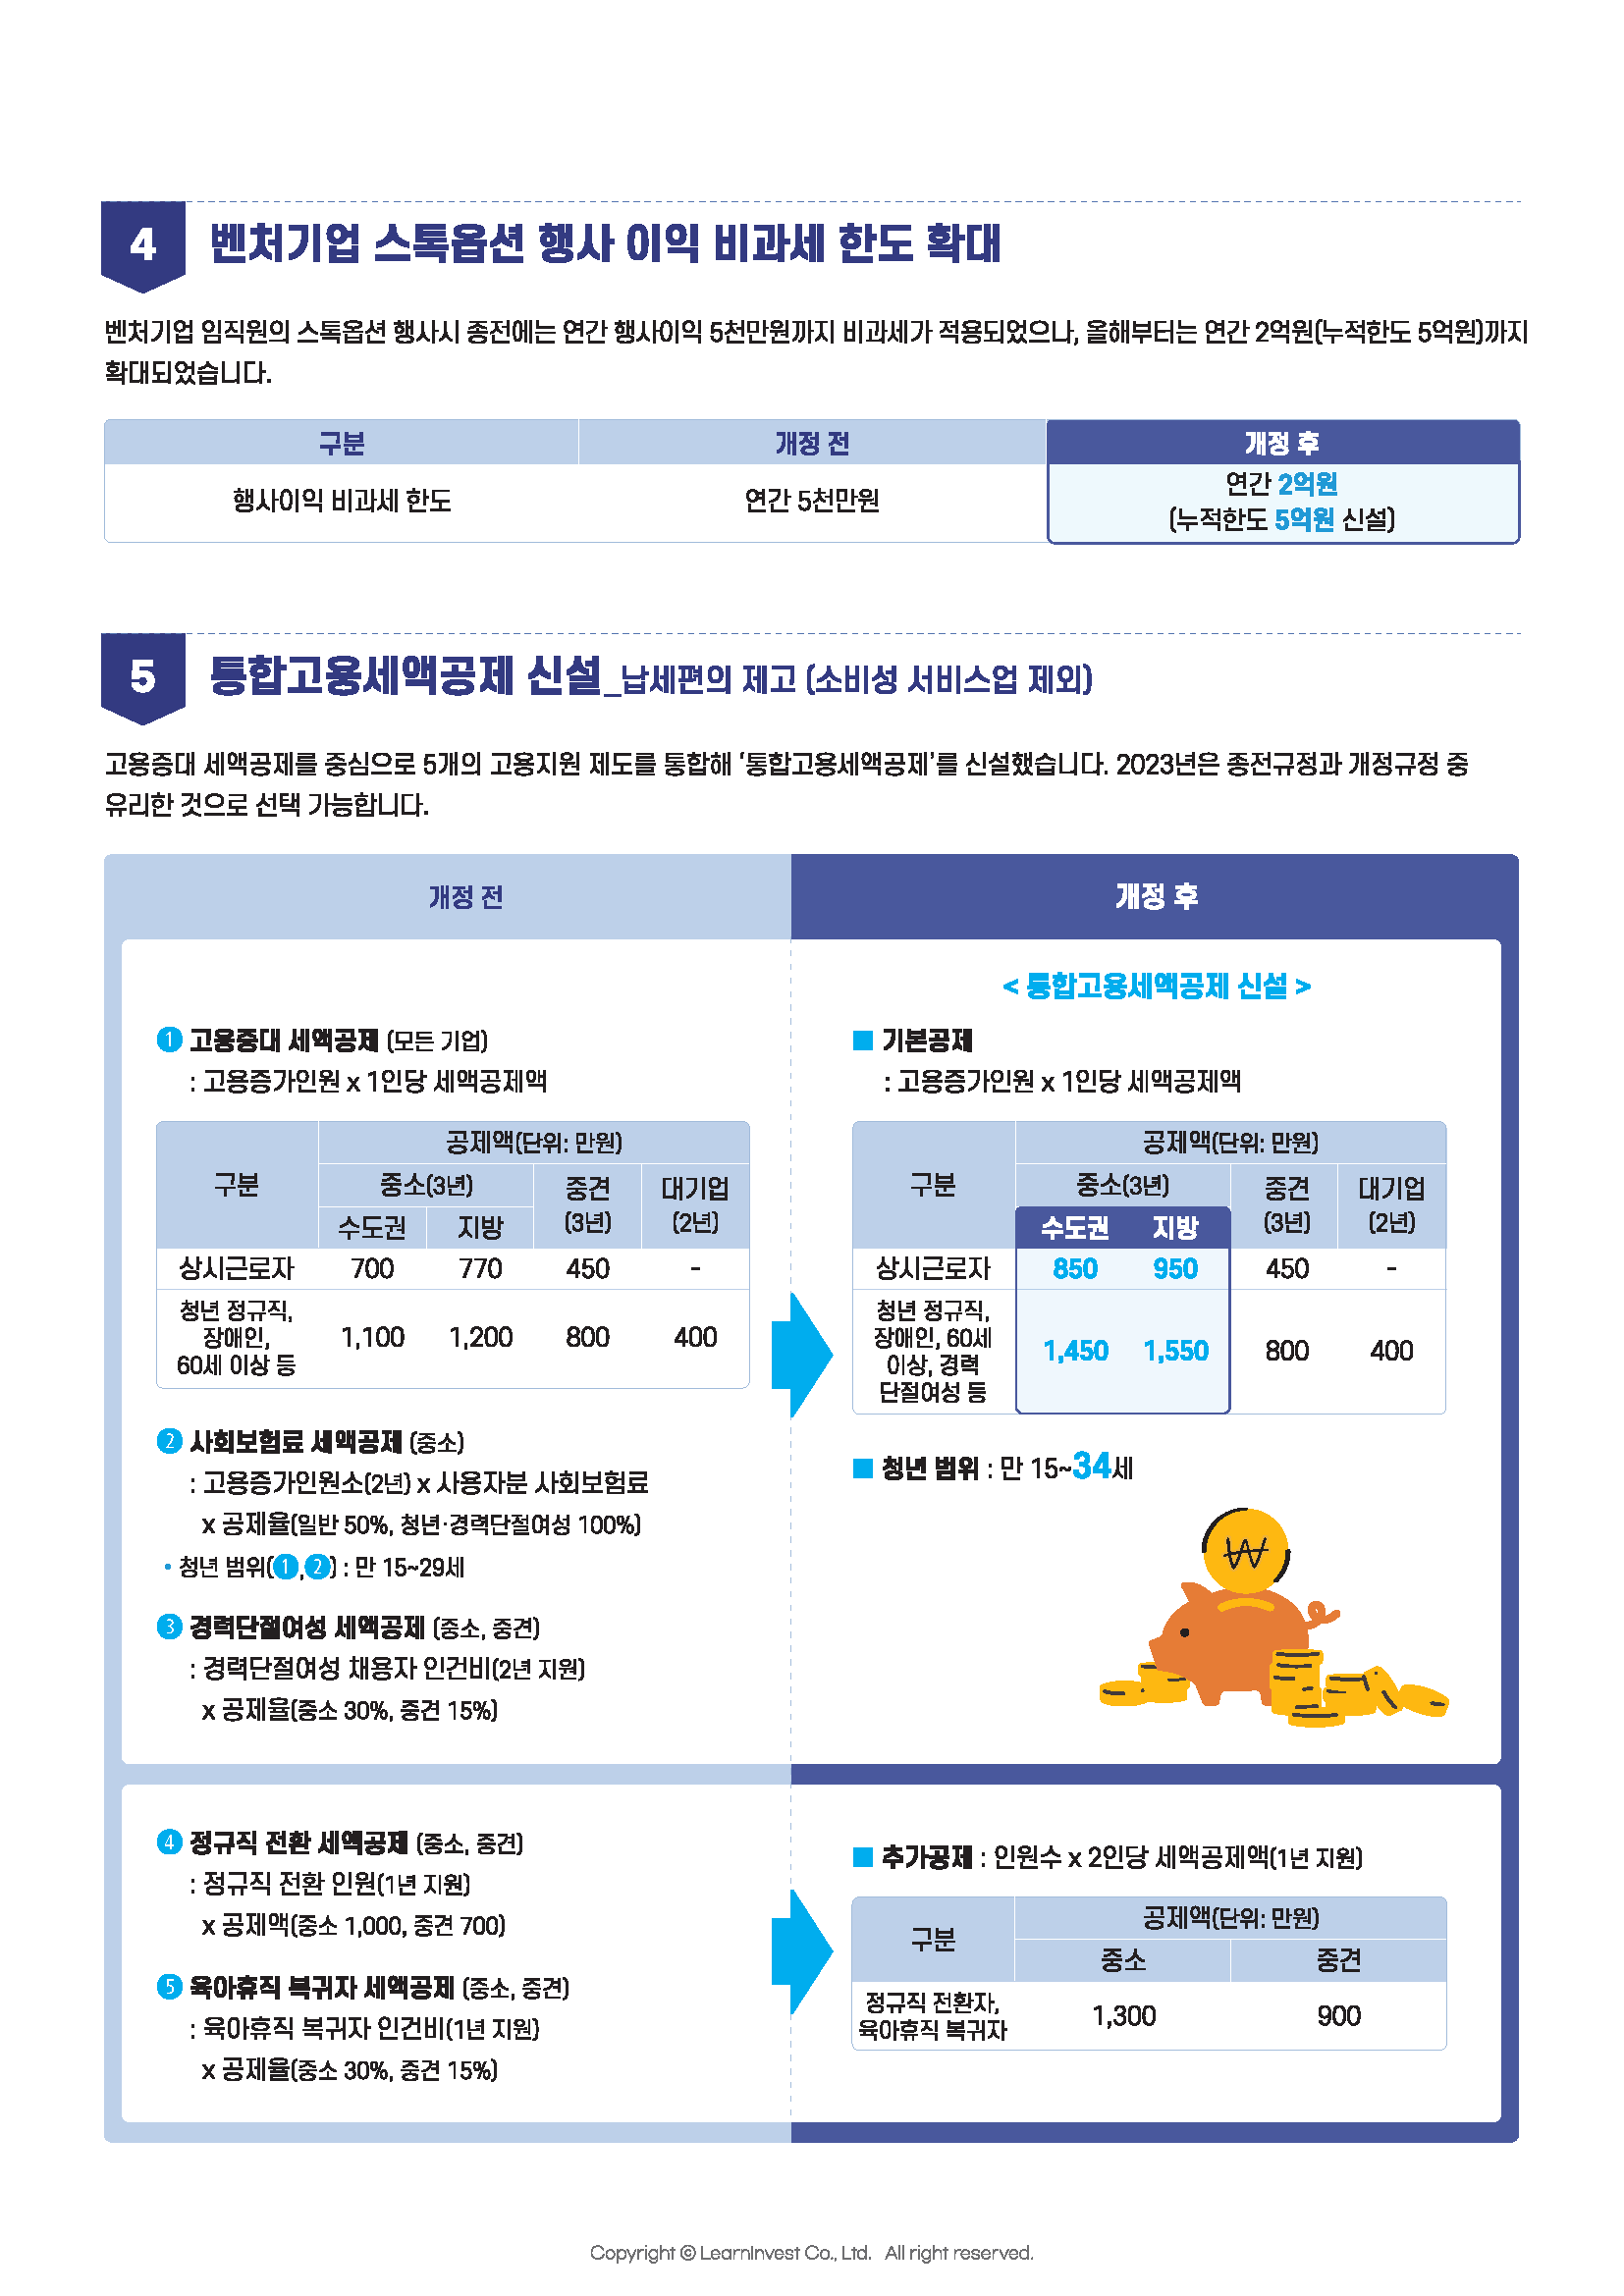 4
벤처기업 스톡옵션 행사 이익 비과세 한도 확대
벤처기업 임직원의 스톡옵션 행사시 종전에는 연간 행사이익 5천만원까지 비과세가 적용되었으나, 올해부터는 연간 2억원(누적한도 5억원)까지
확대되었습니다.
구분 개정 전 개정 후
행사이익 비과세 한도 연간 5천만원 연간 2억원
(누적한도 5억원 신설)
5
통합고용세액공제 신설_납세편의 제고 (소비성 서비스업 제외)
고용증대 세액공제를 중심으로 5개의 고용지원 제도를 통합해 ‘통합고용세액공제’를 신설했습니다. 2023년은 종전규정과 개정규정 중
유리한 것으로 선택 가능합니다.
개정 전
1 고용증대 세액공제 (모든 기업)
: 고용증가인원 x 1인당 세액공제액
구분 공제액(단위: 만원)
중소(3년) 중견 대기업
수도권 지방 (3년) (2년)
상시근로자 700 770 450 -
청년 정규직,
장애인, 1,100 1,200 800 400
60세 이상 등
2 사회보험료 세액공제 (중소)
: 고용증가인원소(2년) x 사용자분 사회보험료
x 공제율(일반 50%, 청년·경력단절여성 100%)
• 청년 범위(1,2) : 만 15~29세
3 경력단절여성 세액공제 (중소, 중견)
: 경력단절여성 채용자 인건비(2년 지원)
x 공제율(중소 30%, 중견 15%)
4 정규직 전환 세액공제 (중소, 중견)
: 정규직 전환 인원(1년 지원)
x 공제액(중소 1,000, 중견 700)
5 육아휴직 복귀자 세액공제 (중소, 중견)
: 육아휴직 복귀자 인건비(1년 지원)
x 공제율(중소 30%, 중견 15%)
개정 후
< 통합고용세액공제 신설 >
■ 기본공제
: 고용증가인원 x 1인당 세액공제액
구분 공제액(단위: 만원)
중소(3년) 중견 대기업
수도권 지방 (3년) (2년)
상시근로자 850 950 450 -
청년 정규직,
장애인, 60세 1,450 1,550 800 400
이상, 경력
단절여성 등
■ 청년 범위 : 만 15~34세
■ 추가공제 : 인원수 x 2인당 세액공제액(1년 지원)
구분 공제액(단위: 만원)
중소 중견
정규직 전환자, 1,300 900
육아휴직 복귀자
Copyright © LearnInvest Co., Ltd. All right reserved.